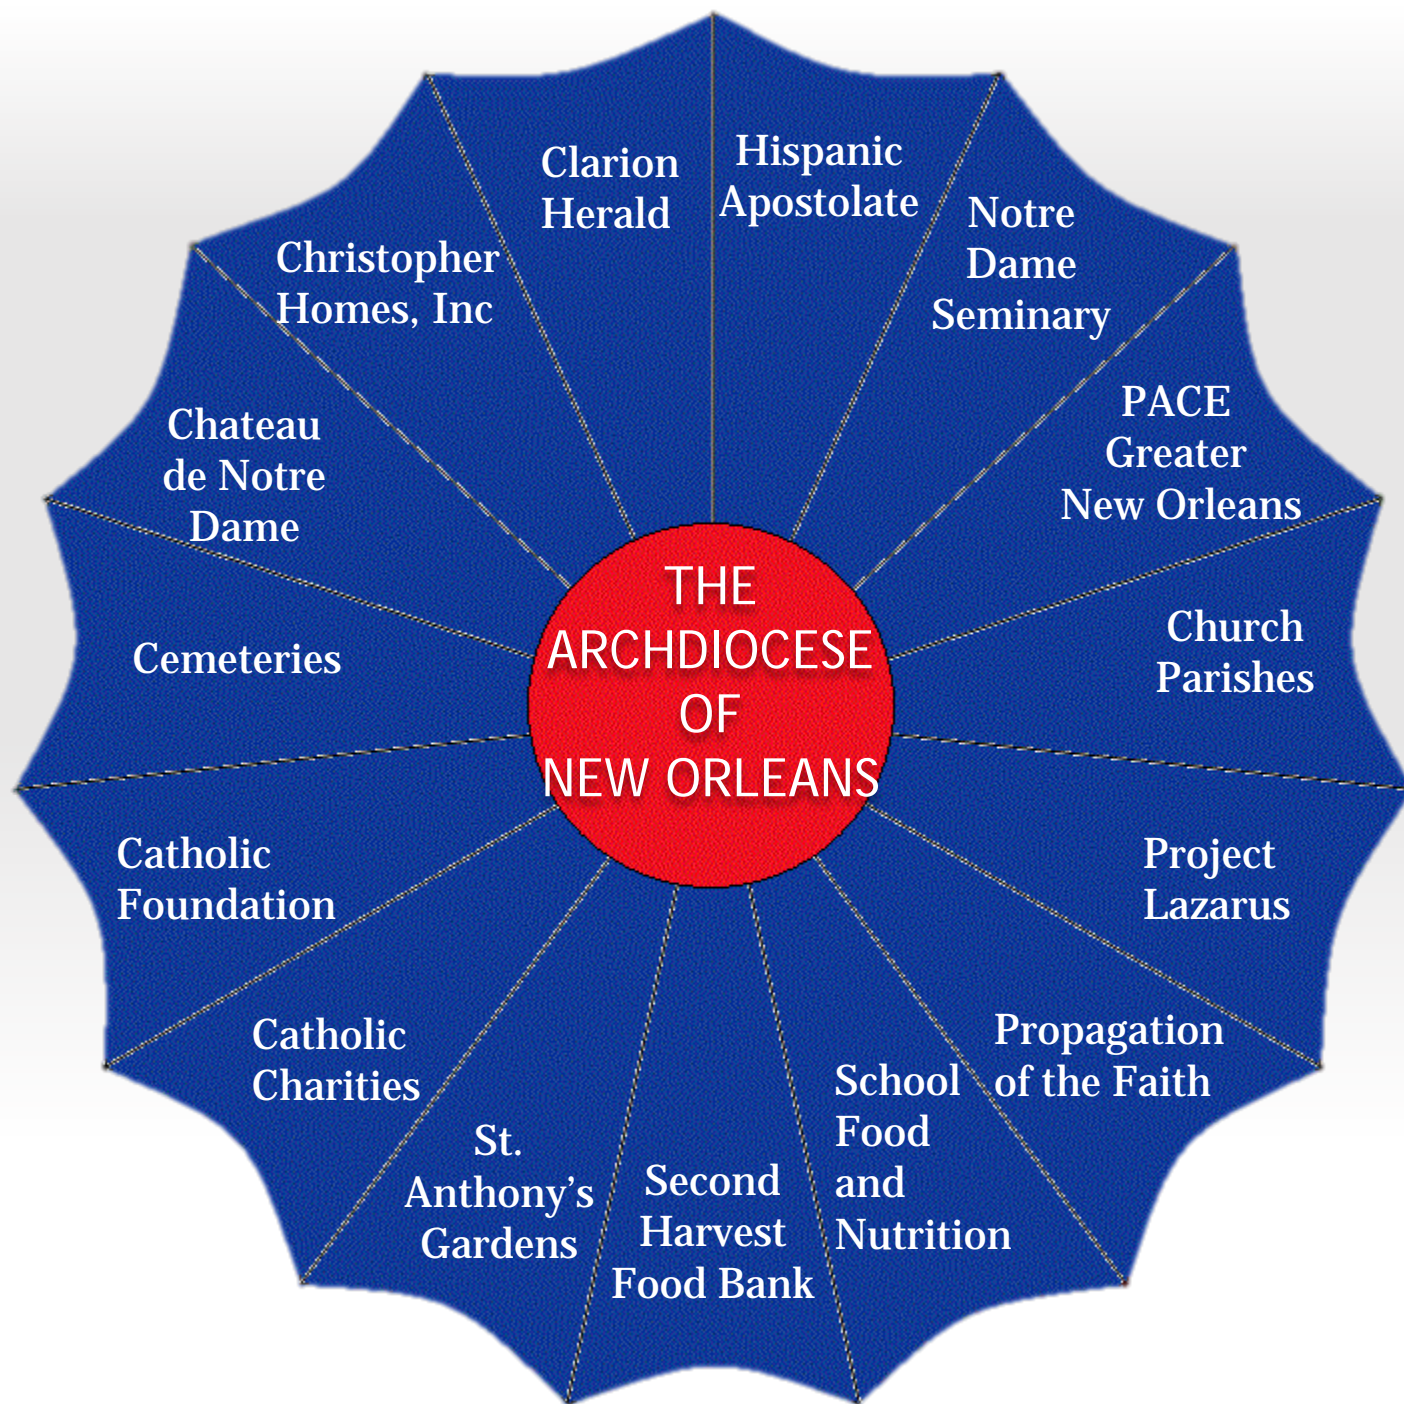 Clarion
Herald
Hispanic
Apostolate
Notre
Dame
Seminary
PACE
Greater
New Orleans
Church
Parishes
Project
Lazarus
Propagation
of the Faith
School
Food
and
Nutrition
Second
Harvest
Food Bank
St.
Anthony’s
Gardens
Catholic
Charities
Catholic
Foundation
Cemeteries
Chateau
de Notre
Dame
Christopher
Homes, Inc
THE
ARCHDIOCESE
OF
NEW ORLEANS